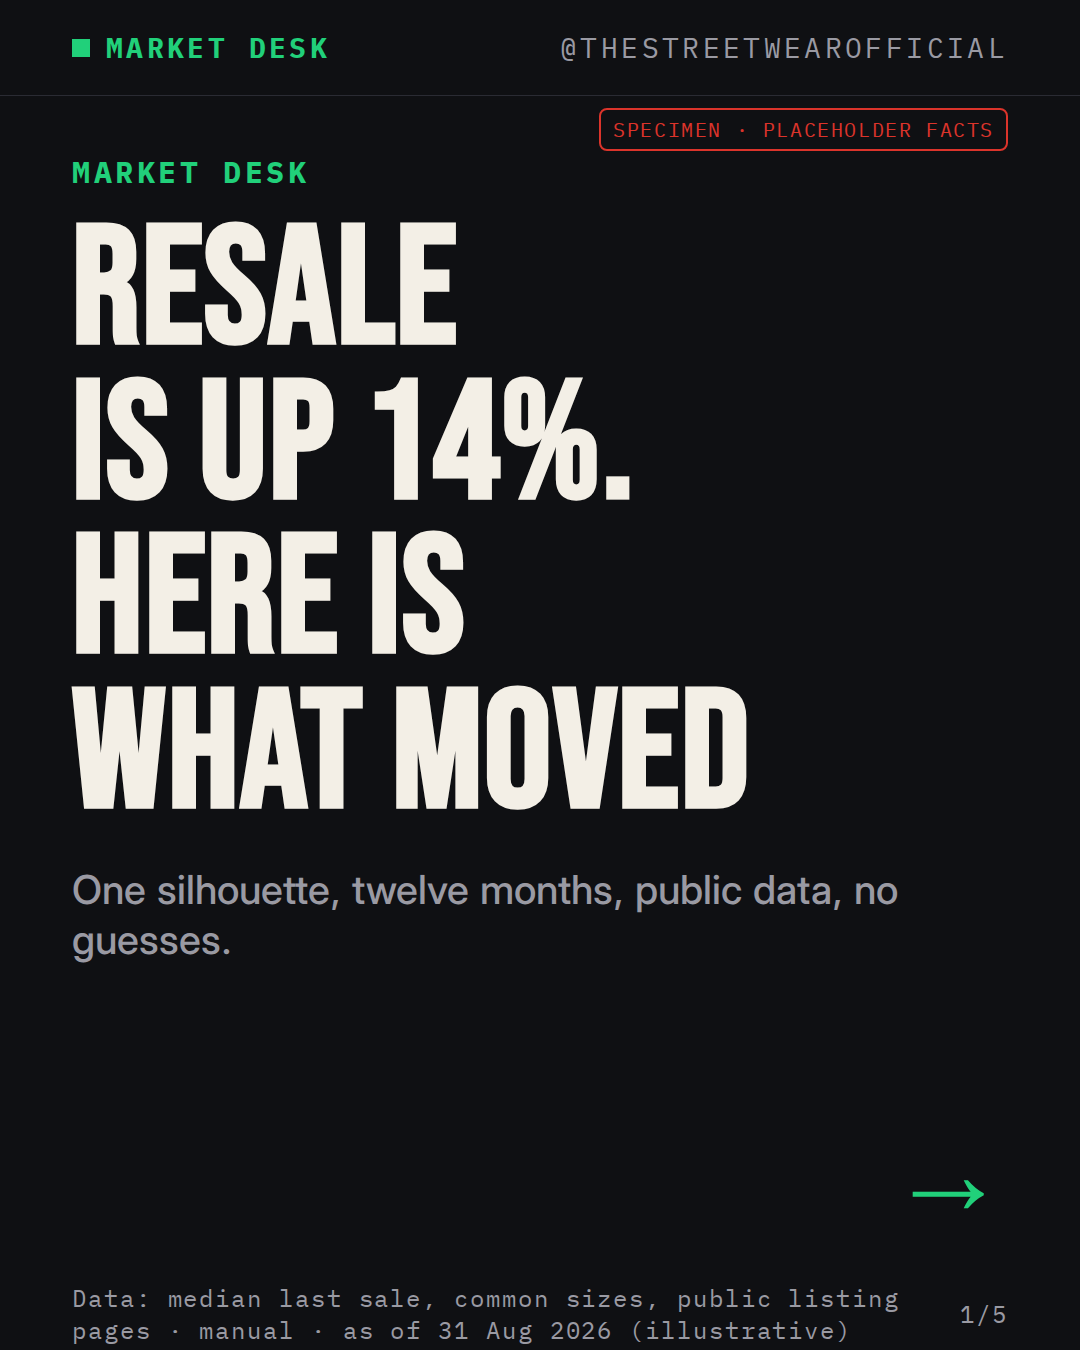 MARKET DESK
@THESTREETWEAROFFICIAL
SPECIMEN · PLACEHOLDER FACTS
MARKET DESK
RESALE
IS UP 14%.
HERE IS
WHAT MOVED
One silhouette, twelve months, public data, no
guesses.
→
Data: median last sale, common sizes, public listing
pages · manual · as of 31 Aug 2026 (illustrative)
1/5